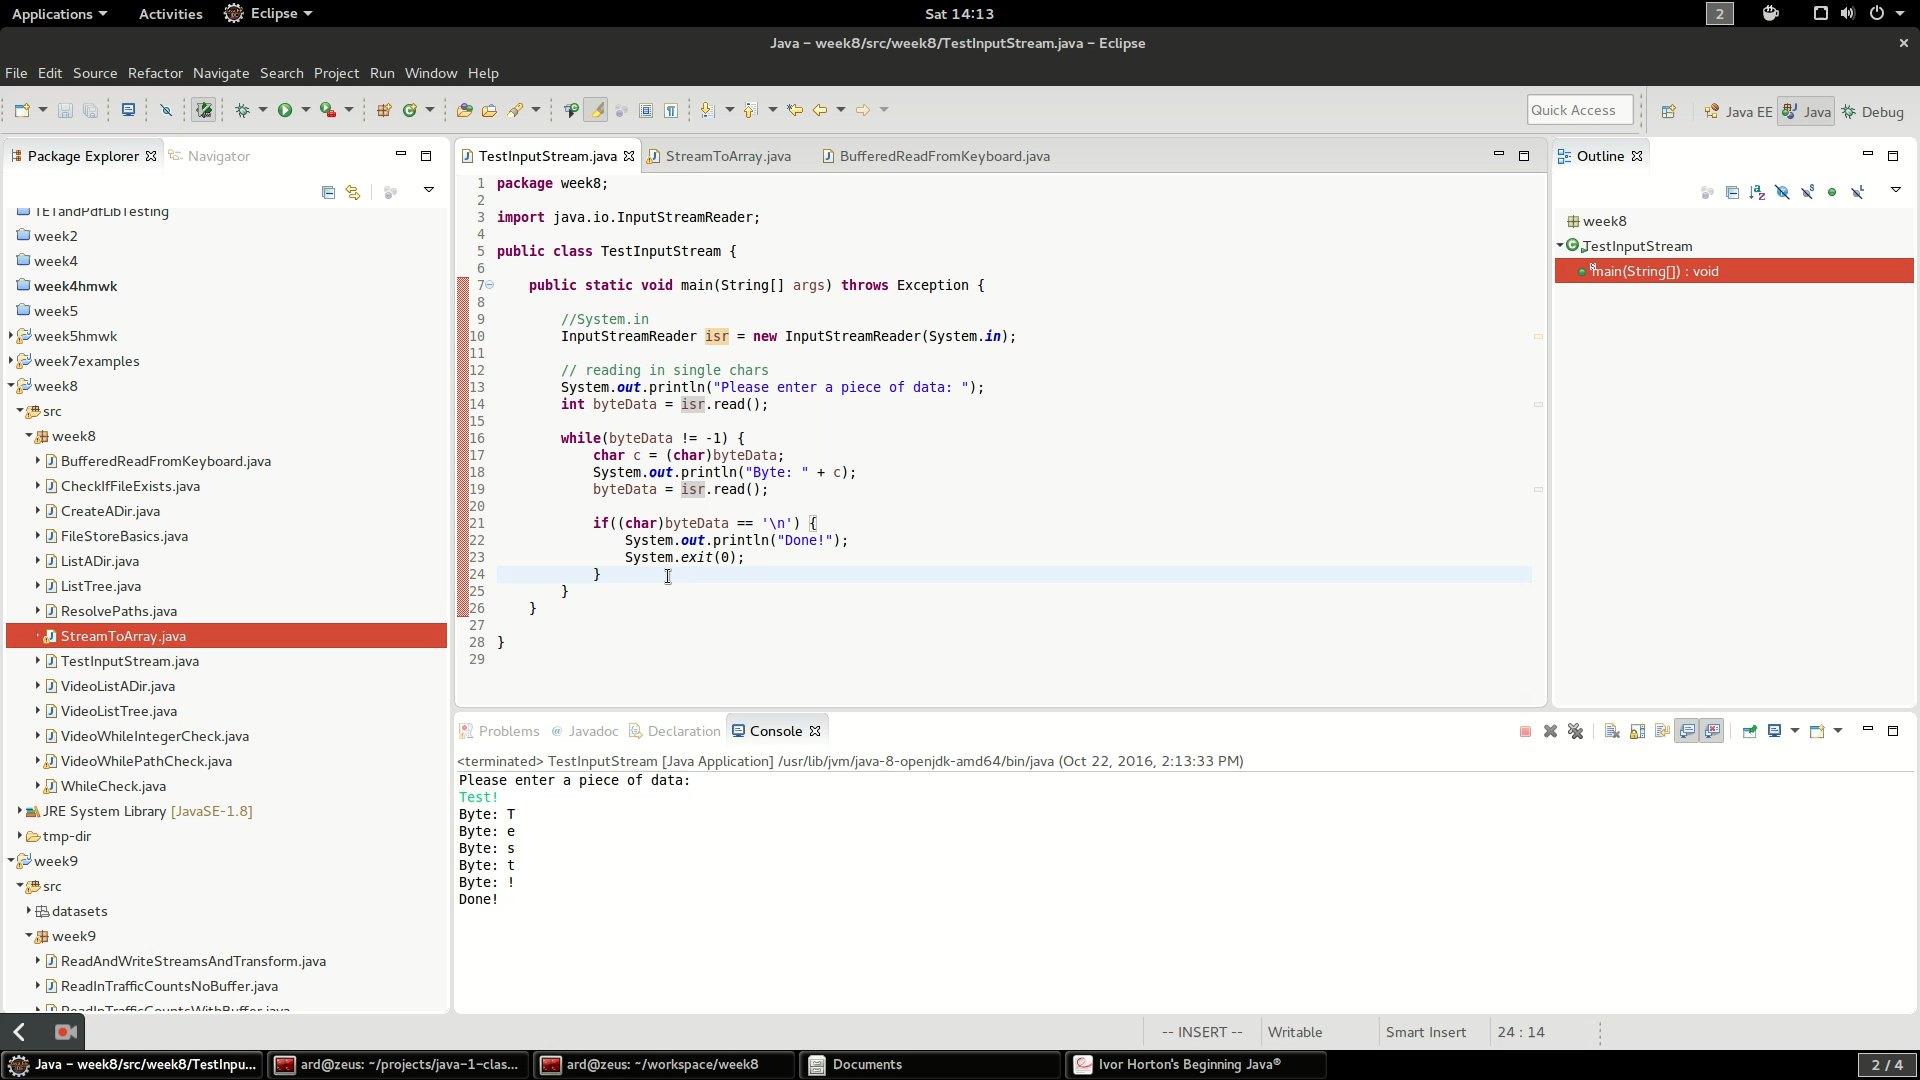 Applications
Activities
Eclipse
Sat 14:13
2
Java – week8/src/week8/TestInputStream.java – Eclipse
File Edit Source Refactor Navigate Search Project Run Window Help
Quick Access
Java EE
Java
Debug
Package Explorer
Navigator
TETandPdfLibTesting
week2
week4
week4hmwk
week5
week5hmwk
week7examples
week8
src
week8
BufferedReadFromKeyboard.java
CheckIfFileExists.java
CreateADir.java
FileStoreBasics.java
ListADir.java
ListTree.java
ResolvePaths.java
StreamToArray.java
TestInputStream.java
VideoListADir.java
VideoListTree.java
VideoWhileIntegerCheck.java
VideoWhilePathCheck.java
WhileCheck.java
JRE System Library [JavaSE-1.8]
tmp-dir
week9
src
datasets
week9
ReadAndWriteStreamsAndTransform.java
ReadInTrafficCountsNoBuffer.java
ReadInTrafficCountsWithBuffer.java
TestInputStream.java
StreamToArray.java
BufferedReadFromKeyboard.java
1 package week8;
2
3 import java.io.InputStreamReader;
4
5 public class TestInputStream {
6
7 public static void main(String[] args) throws Exception {
8
9 //System.in
10 InputStreamReader isr = new InputStreamReader(System.in);
11
12 // reading in single chars
13 System.out.println("Please enter a piece of data: ");
14 int byteData = isr.read();
15
16 while(byteData != -1) {
17 char c = (char)byteData;
18 System.out.println("Byte: " + c);
19 byteData = isr.read();
20
21 if((char)byteData == '\n') {
22 System.out.println("Done!");
23 System.exit(0);
24 }
25 }
26 }
27
28 }
29
Outline
week8
TestInputStream
main(String[]) : void
Problems
Javadoc
Declaration
Console
<terminated> TestInputStream [Java Application] /usr/lib/jvm/java-8-openjdk-amd64/bin/java (Oct 22, 2016, 2:13:33 PM)
Please enter a piece of data:
Test!
Byte: T
Byte: e
Byte: s
Byte: t
Byte: !
Done!
-- INSERT --
Writable
Smart Insert
24 : 14
Java – week8/src/week8/TestInpu...
ard@zeus: ~/projects/java-1-clas...
ard@zeus: ~/workspace/week8
Documents
Ivor Horton's Beginning Java®
2 / 4